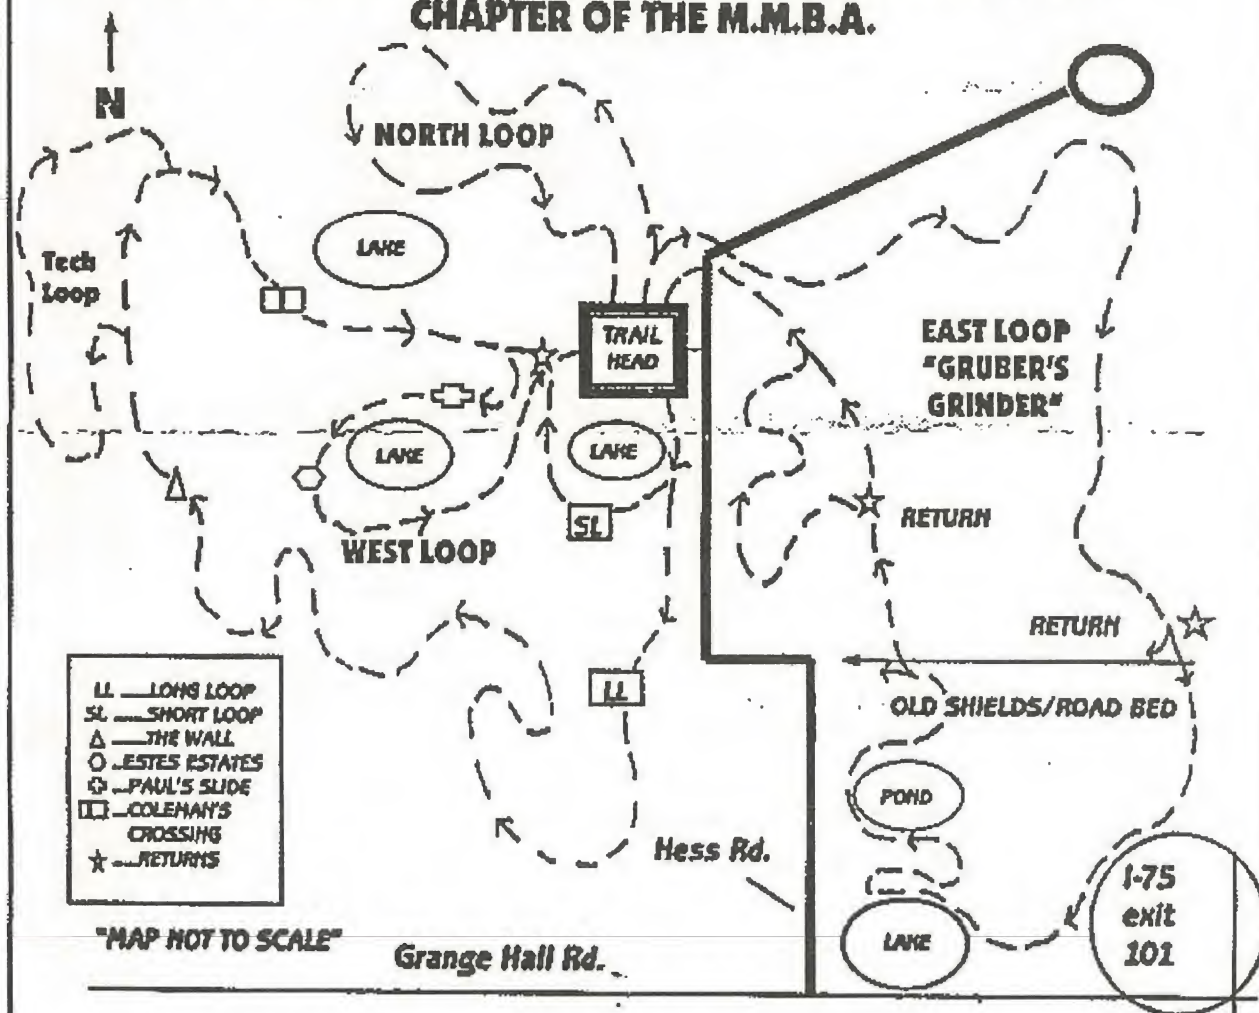 CHAPTER OF THE M.M.B.A.
N
NORTH LOOP
LAKE
Tech
Loop
TRAIL
HEAD
EAST LOOP
"GRUBER'S
GRINDER"
LAKE
LAKE
SL
RETURN
WEST LOOP
RETURN
LL
OLD SHIELDS/ROAD BED
LL ....LONG LOOP
SL .....SHORT LOOP
THE WALL
..ESTES ESTATES
...PAUL'S SLIDE
...COLEMAN'S
CROSSING
....RETURNS
POND
Hess Rd.
I-75
exit
101
"MAP NOT TO SCALE"
Grange Hall Rd.
LAKE